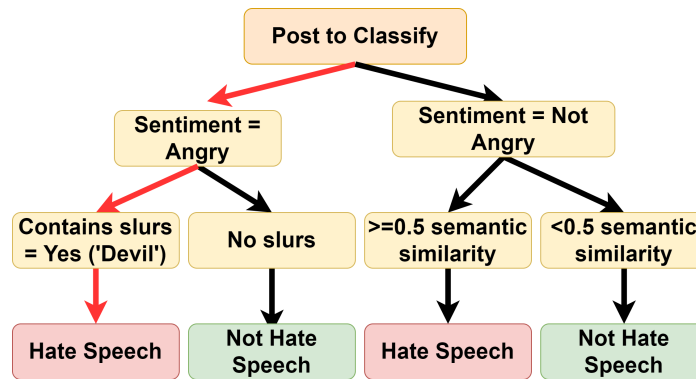 Post to Classify
Sentiment =
Angry
Sentiment = Not
Angry
Contains slurs
= Yes ('Devil')
No slurs
>=0.5 semantic
similarity
<0.5 semantic
similarity
Hate Speech
Not Hate
Speech
Hate Speech
Not Hate
Speech